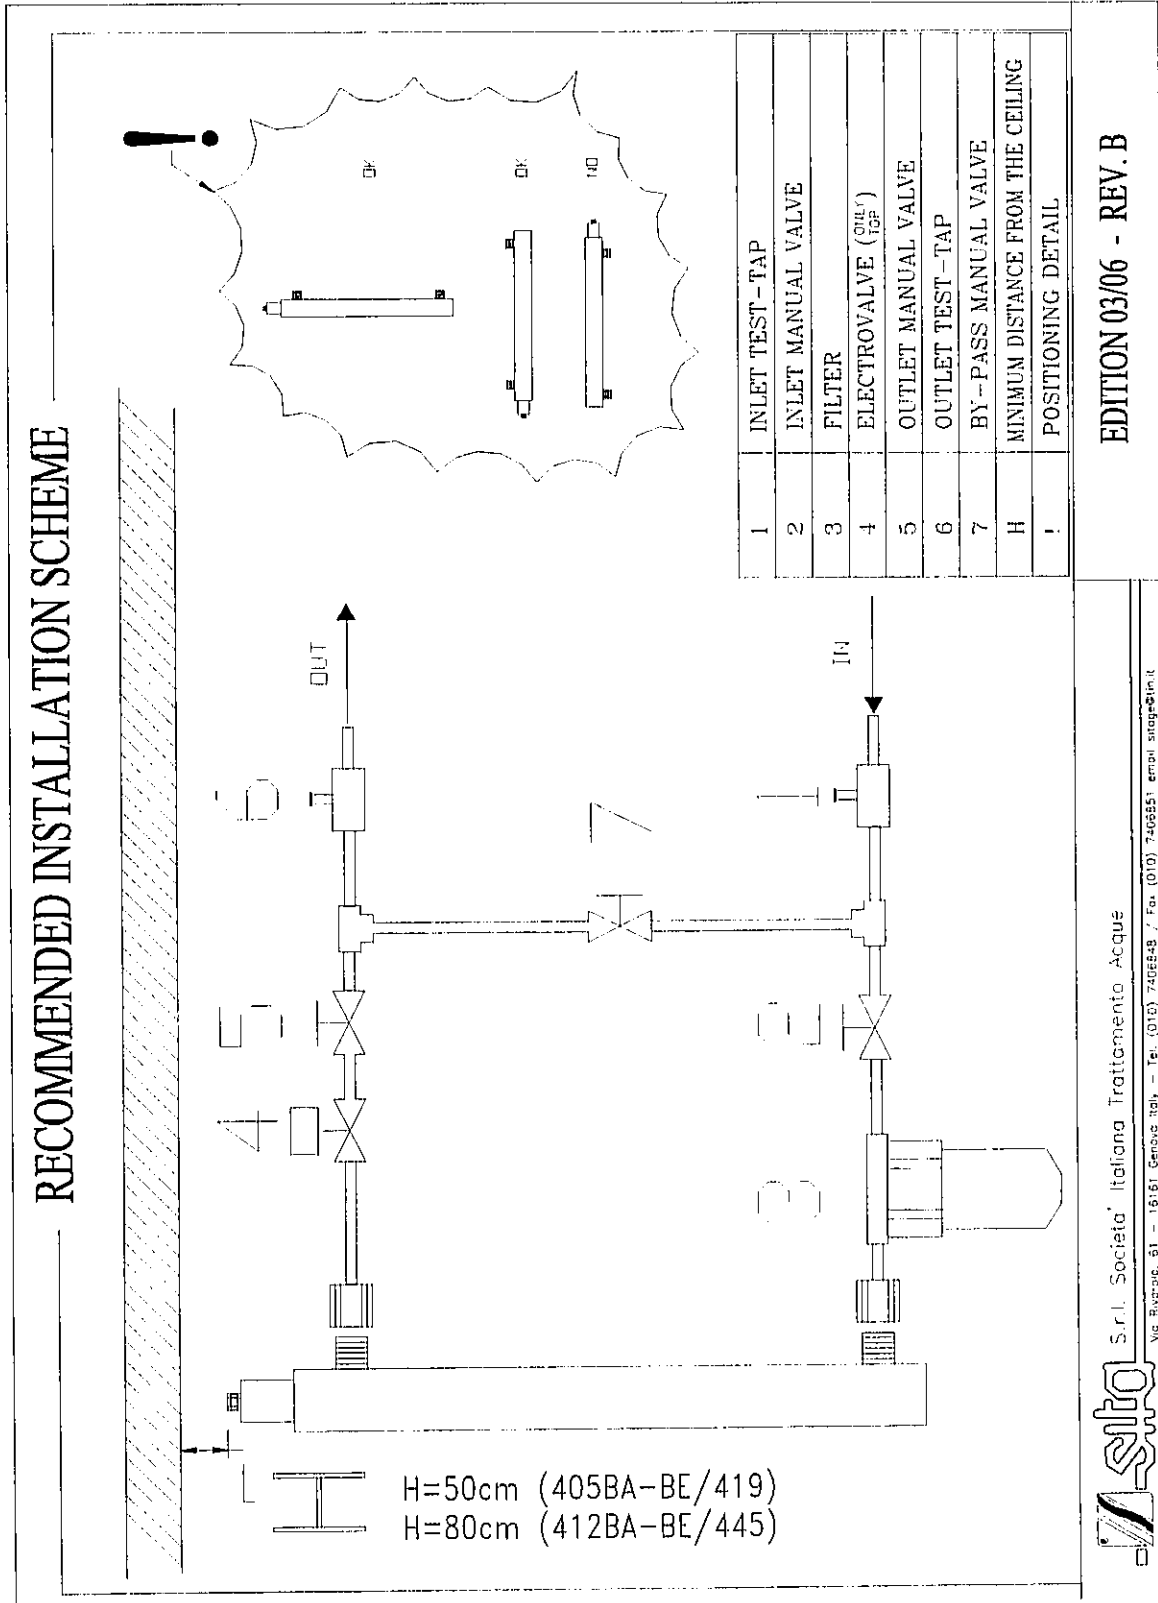 RECOMMENDED INSTALLATION SCHEME
!
OK
OK
NO
OUT
6
5
4
7
IN
1
2
3
H
H=50cm (405BA-BE/419)
H=80cm (412BA-BE/445)
1 INLET TEST-TAP
2 INLET MANUAL VALVE
3 FILTER
4 ELECTROVALVE (ONLY TOP)
5 OUTLET MANUAL VALVE
6 OUTLET TEST-TAP
7 BY-PASS MANUAL VALVE
H MINIMUM DISTANCE FROM THE CEILING
! POSITIONING DETAIL
sita S.r.l. Societa' Italiana Trattamento Acque
Via Rivarolo, 61 - 16161 Genova Italy - Tel. (010) 7406848 / Fax (010) 7406851 email sitage@tin.it
EDITION 03/06 - REV. B